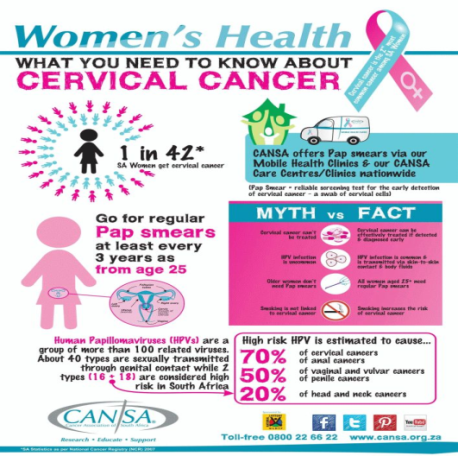 Women's Health
WHAT YOU NEED TO KNOW ABOUT
CERVICAL CANCER
1 in 42*
SA Women get cervical cancer
CANSA offers Pap smears via our
Mobile Health Clinics & our CANSA
Care Centres/Clinics nationwide
(Pap Smear = reliable screening test for the early detection
of cervical cancer - a swab of cervical cells)
Go for regular
Pap smears
at least every
3 years as
from age 25
MYTH vs FACT
Cervical cancer can't
be treated
Cervical cancer can be
effectively treated if detected
& diagnosed early
HPV infection
is uncommon
HPV infection is common &
is transmitted via skin-to-skin
contact & body fluids
Older women don't
need Pap smears
All women aged 25+ need
regular Pap smears
Smoking is not linked
to cervical cancer
Smoking increases the risk
of cervical cancer
Human Papillomaviruses (HPVs) are a
group of more than 100 related viruses.
About 40 types are sexually transmitted
through genital contact while 2
types (16 + 18) are considered high
risk in South Africa
High risk HPV is estimated to cause...
70% of cervical cancers
of anal cancers
50% of vaginal and vulvar cancers
of penile cancers
20% of head and neck cancers
CANSA
Research • Educate • Support
Toll-free 0800 22 66 22 www.cansa.org.za
*SA Statistics as per National Cancer Registry (NCR) 2007